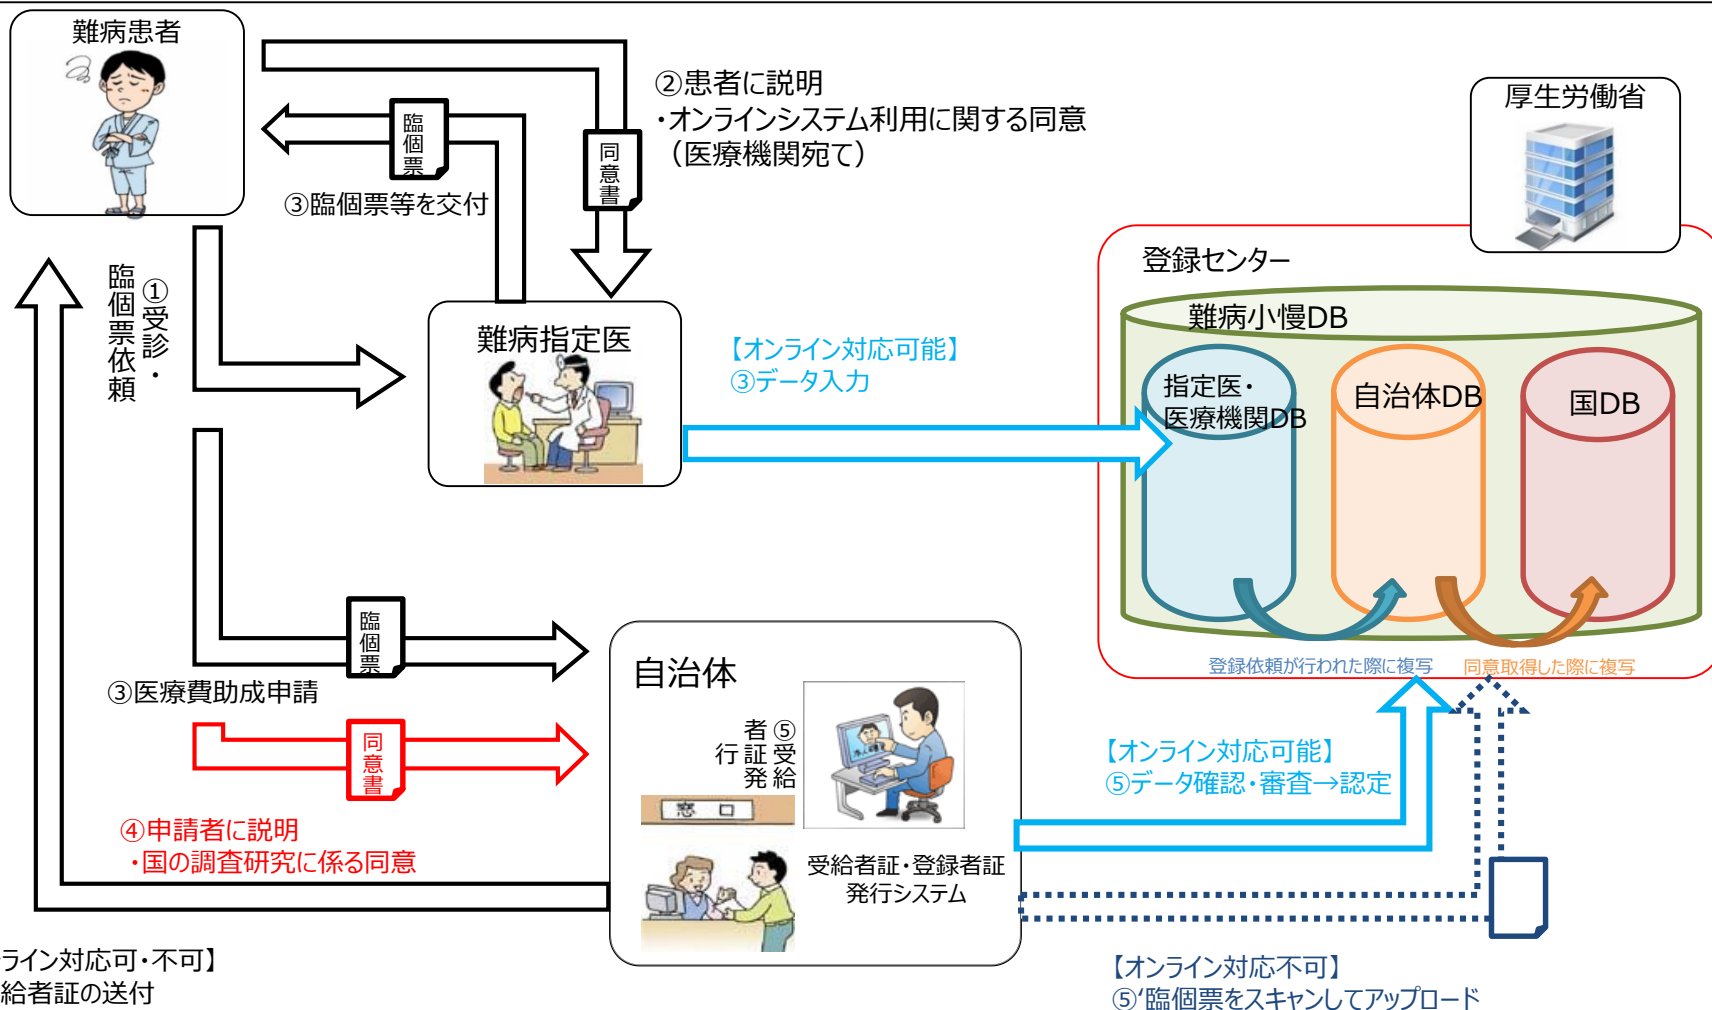 難病患者
臨個票
③臨個票等を交付
同意書
②患者に説明
・オンラインシステム利用に関する同意
（医療機関宛て）
厚生労働省
①受診・
臨個票依頼
難病指定医
【オンライン対応可能】
③データ入力
登録センター
難病小慢DB
指定医・
医療機関DB
自治体DB
国DB
登録依頼が行われた際に複写
同意取得した際に複写
臨個票
③医療費助成申請
同意書
④申請者に説明
・国の調査研究に係る同意
自治体
⑤受給
者証発
行
窓口
受給者証・登録者証
発行システム
【オンライン対応可能】
⑤データ確認・審査→認定
【オンライン対応不可】
⑤‘臨個票をスキャンしてアップロード
ライン対応可・不可】
給者証の送付